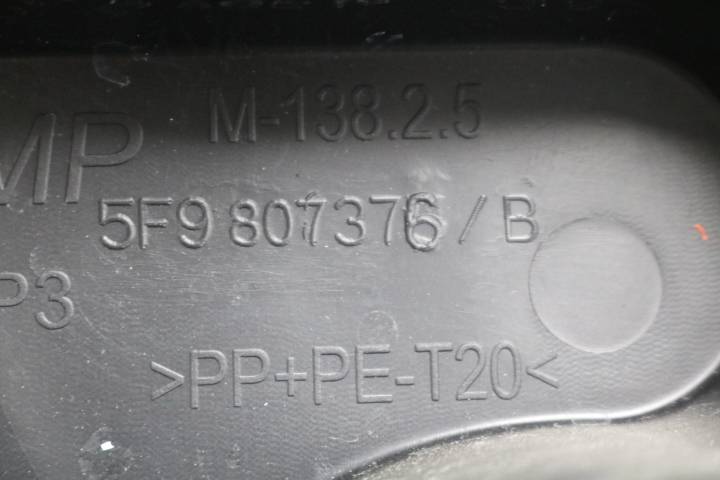 M-138.2.5
MP
5F9 807376 / B
P3
>PP+PE-T20<